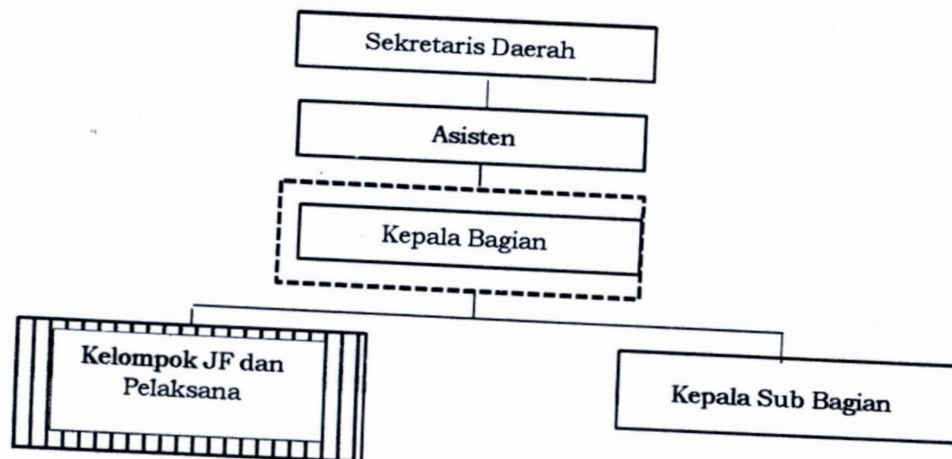 Sekretaris Daerah
Asisten
Kepala Bagian
Kelompok JF dan
Pelaksana
Kepala Sub Bagian